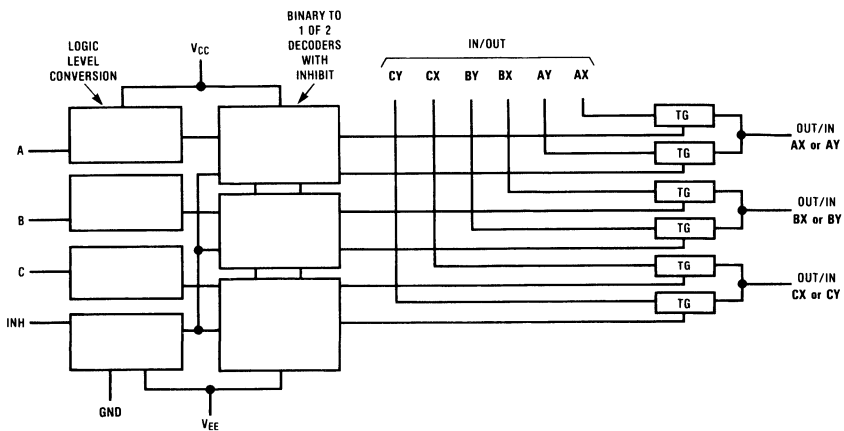 LOGIC
LEVEL
CONVERSION
VCC
BINARY TO
1 OF 2
DECODERS
WITH
INHIBIT
IN/OUT
CY CX BY BX AY AX
A
B
C
INH
GND
VEE
TG
TG
TG
TG
TG
TG
OUT/IN
AX or AY
OUT/IN
BX or BY
OUT/IN
CX or CY